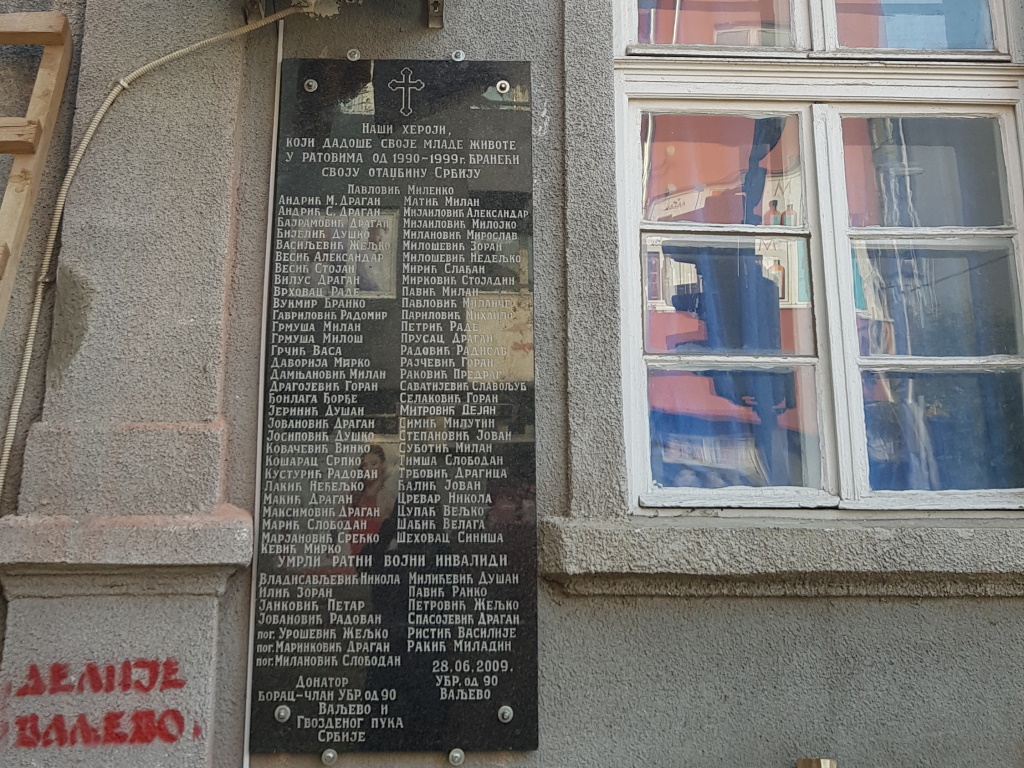 Наши хероји,
који дадоше своје младе животе
у ратовима од 1990-1999г. бранећи
своју отаџбину Србију
Павловић Миленко
Андрић М. Драган
Андрић С. Драган
Бајрамовић Драган
Бијелић Душко
Васиљевић Жељко
Весић Александар
Весић Стојан
Вилус Драган
Врховац Раде
Вукмир Бранко
Гавриловић Радомир
Грмуша Милан
Грмуша Милош
Грчић Васа
Даворија Мирко
Дамњановић Милан
Драгојевић Горан
Ђонлага Ђорђе
Јеринић Душан
Јовановић Драган
Јосиповић Душко
Ковачевић Винко
Кошарац Српко
Кустурић Радован
Лакић Нећељко
Макић Драган
Максимовић Драган
Марић Слободан
Марјановић Срећко
Кевић Мирко
Матић Милан
Мијаиловић Александар
Мијаиловић Милојко
Милановић Мирослав
Милошевић Зоран
Милошевић Недељко
Мирић Слађан
Мирковић Стојадин
Павић Милан
Павловић Миланче
Париловић Михаило
Петрић Раде
Прусац Драган
Радовић Радисав
Рајчевић Горан
Раковић Предраг
Саватијевић Славољуб
Селаковић Горан
Митровић Дејан
Симић Милутин
Степановић Јован
Суботић Милан
Тимша Слободан
Трбовић Драгица
Ћалић Јован
Цревар Никола
Цупаћ Вељко
Шабић Велага
Шеховац Синиша
Умрли ратни војни инвалиди
Владисављевић Никола
Илић Зоран
Јанковић Петар
Јовановић Радован
пог. Урошевић Жељко
пог. Маринковић Драган
пог. Милановић Слободан
Милићевић Душан
Павић Ранко
Петровић Жељко
Спасојевић Драган
Ристић Василије
Ракић Миладин
28.06.2009.
Убр. од 90
Ваљево
Донатор
борац-члан Убр. од 90
Ваљево и
Гвозденог пука
Србије
ДЕЛИЈЕ
ВАЉЕВО